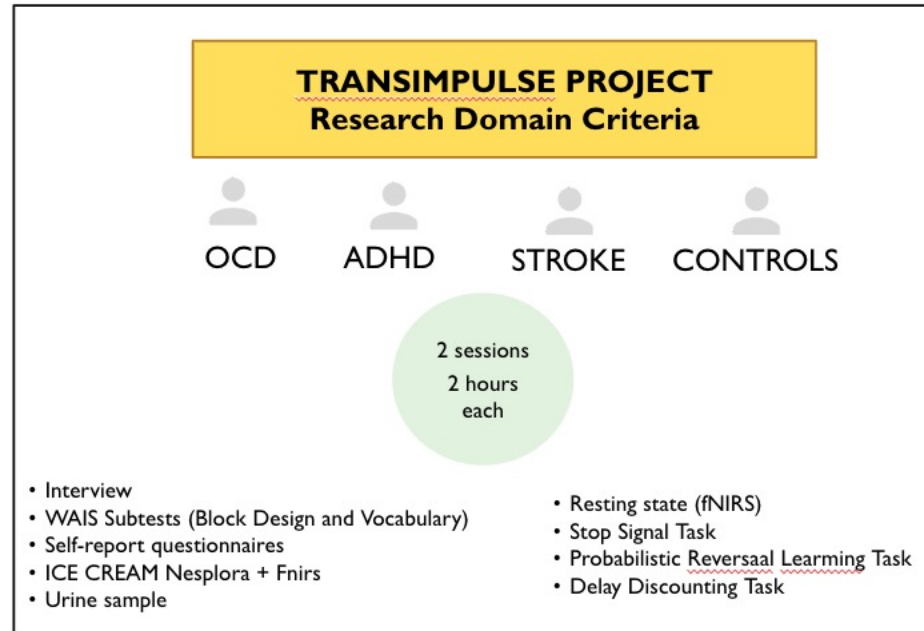 TRANSIMPULSE PROJECT
Research Domain Criteria
OCD
ADHD
STROKE
CONTROLS
2 sessions
2 hours
each
• Interview
• WAIS Subtests (Block Design and Vocabulary)
• Self-report questionnaires
• ICE CREAM Nesplora + Fnirs
• Urine sample
• Resting state (fNIRS)
• Stop Signal Task
• Probabilistic Reversaal Learning Task
• Delay Discounting Task